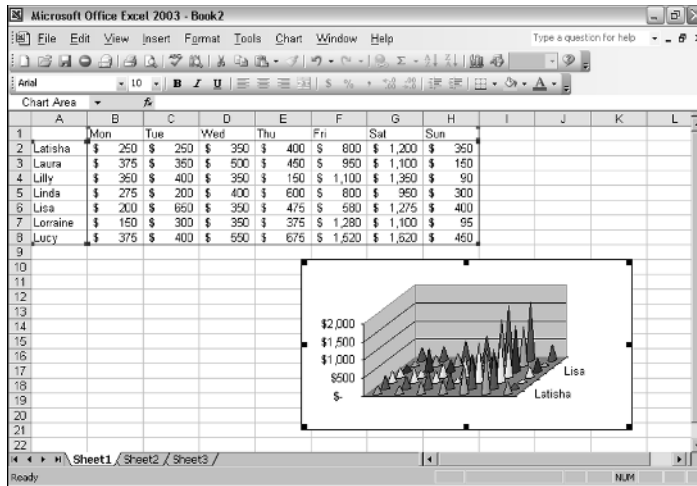 Microsoft Office Excel 2003 - Book2
File Edit View Insert Format Tools Chart Window Help Type a question for help
Arial 10 B I U $ % , A
Chart Area fx
A B C D E F G H I J K L
1 Mon Tue Wed Thu Fri Sat Sun
2 Latisha $ 250 $ 250 $ 350 $ 400 $ 800 $ 1,200 $ 350
3 Laura $ 375 $ 350 $ 500 $ 450 $ 950 $ 1,100 $ 150
4 Lilly $ 350 $ 400 $ 350 $ 150 $ 1,100 $ 1,350 $ 90
5 Linda $ 275 $ 200 $ 400 $ 600 $ 800 $ 950 $ 300
6 Lisa $ 200 $ 650 $ 350 $ 475 $ 580 $ 1,275 $ 400
7 Lorraine $ 150 $ 300 $ 350 $ 375 $ 1,280 $ 1,100 $ 95
8 Lucy $ 375 $ 400 $ 550 $ 675 $ 1,520 $ 1,620 $ 450
9
10
11
12
13
14
15
16
17
18
19
20
21
22
$2,000
$1,500
$1,000
$500
$-
Lisa
Latisha
Sheet1 Sheet2 Sheet3
Ready NUM